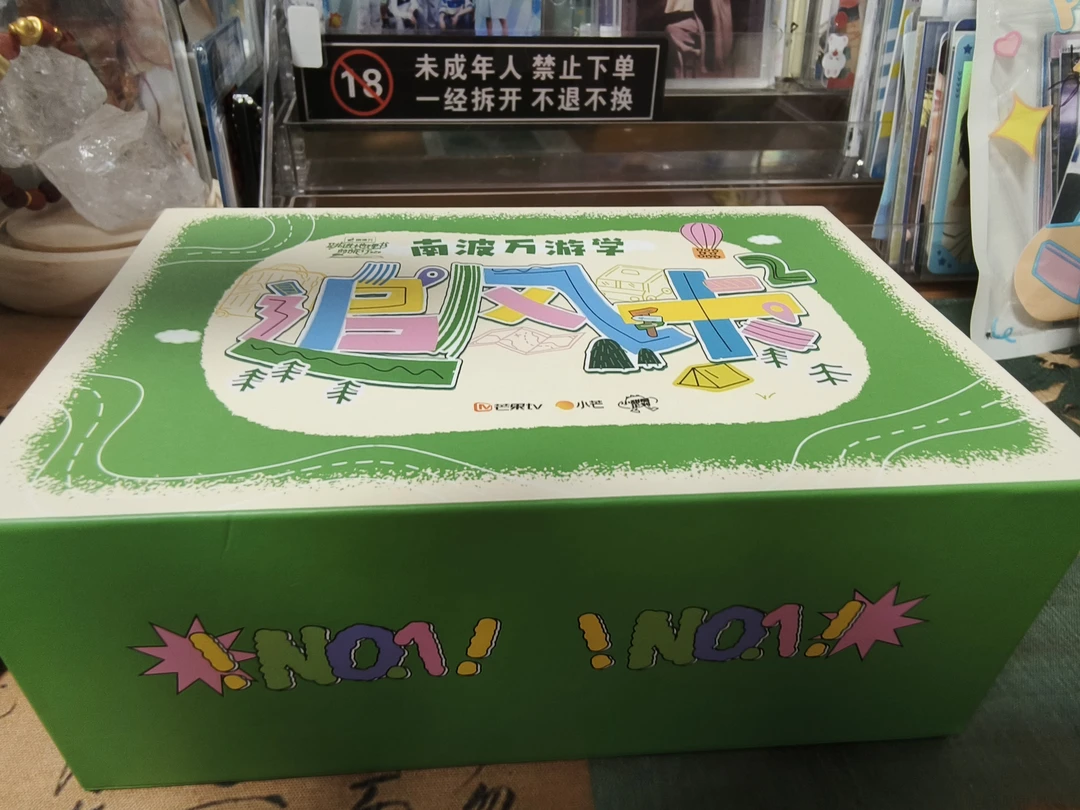 18
未成年人 禁止下单
一经拆开 不退不换
南波万游学
追风卡2
芒果tv 小芒
!NO.1! !NO.1!